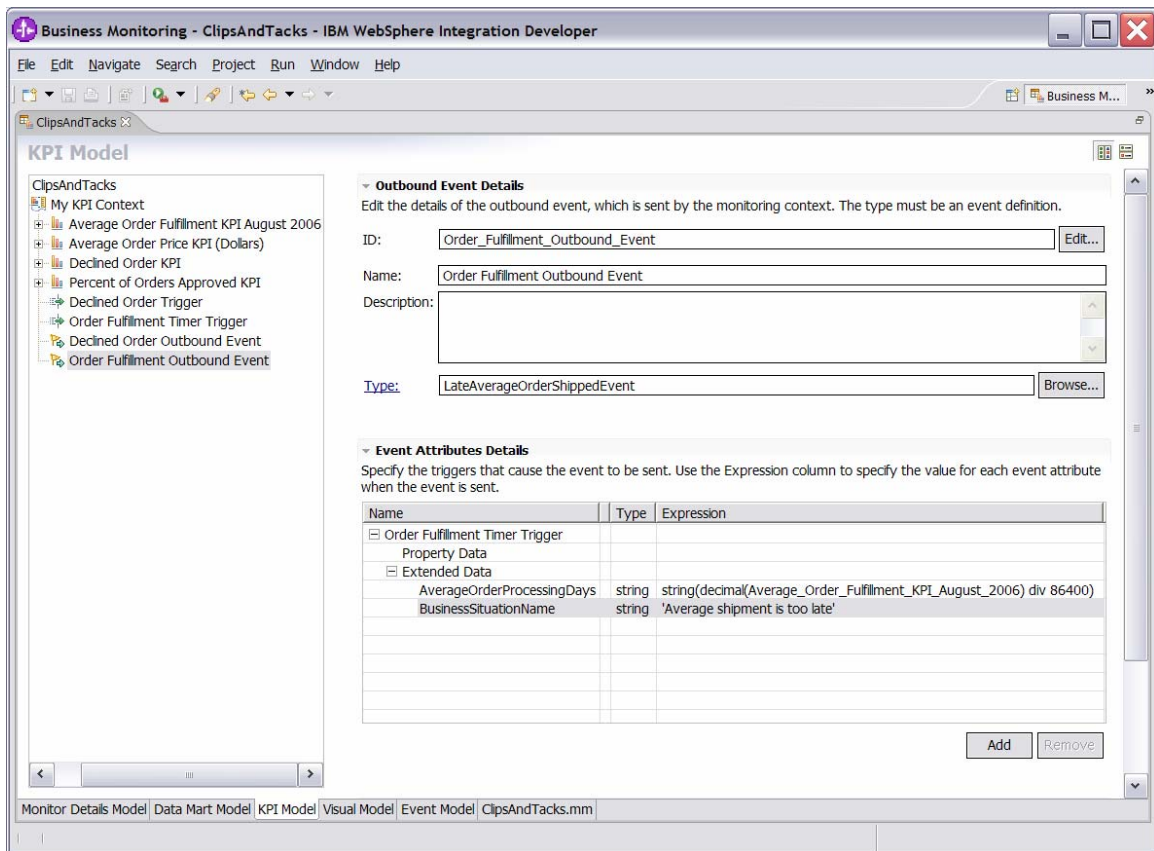 Business Monitoring - ClipsAndTacks - IBM WebSphere Integration Developer
File Edit Navigate Search Project Run Window Help
Business M... »
ClipsAndTacks
KPI Model
ClipsAndTacks
My KPI Context
Average Order Fulfillment KPI August 2006
Average Order Price KPI (Dollars)
Declined Order KPI
Percent of Orders Approved KPI
Declined Order Trigger
Order Fulfillment Timer Trigger
Declined Order Outbound Event
Order Fulfillment Outbound Event
Outbound Event Details
Edit the details of the outbound event, which is sent by the monitoring context. The type must be an event definition.
ID: Order_Fulfillment_Outbound_Event Edit...
Name: Order Fulfillment Outbound Event
Description:
Type: LateAverageOrderShippedEvent Browse...
Event Attributes Details
Specify the triggers that cause the event to be sent. Use the Expression column to specify the value for each event attribute
when the event is sent.
Name Type Expression
Order Fulfillment Timer Trigger
Property Data
Extended Data
AverageOrderProcessingDays string string(decimal(Average_Order_Fulfillment_KPI_August_2006) div 86400)
BusinessSituationName string 'Average shipment is too late'
Add Remove
Monitor Details Model Data Mart Model KPI Model Visual Model Event Model ClipsAndTacks.mm